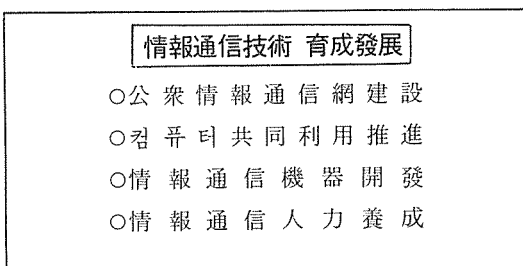 情報通信技術 育成發展
○公衆情報通信網建設
○컴퓨터共同利用推進
○情報通信機器開發
○情報通信人力養成